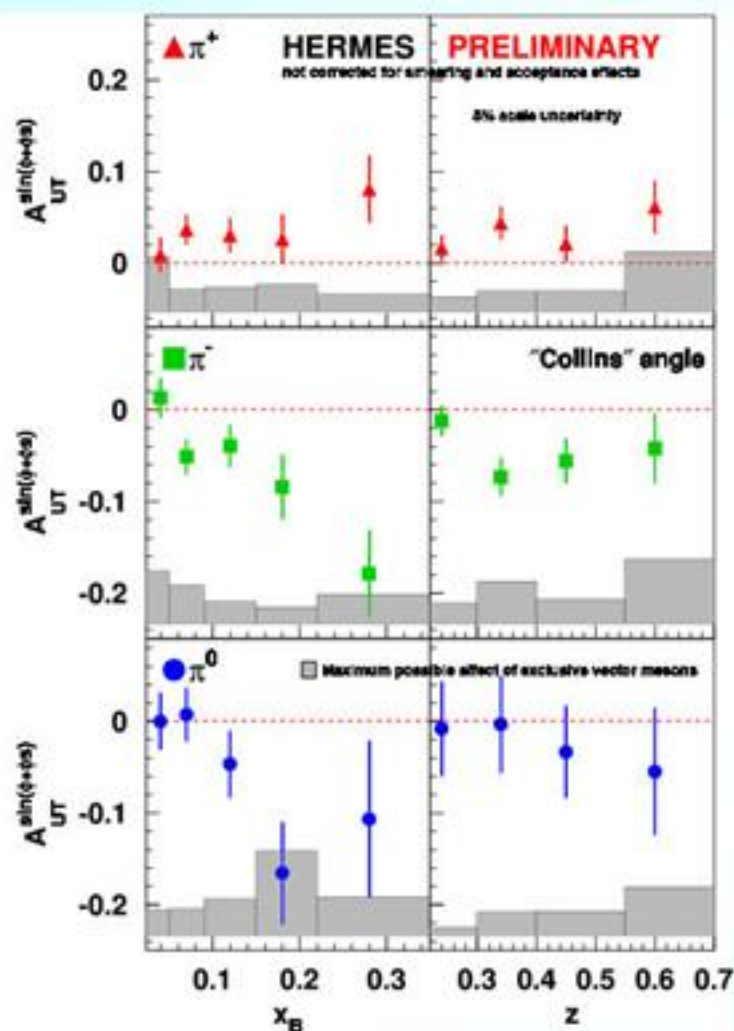 π⁺ HERMES PRELIMINARY
not corrected for smearing and acceptance effects
8% scale uncertainty
A_UT^sin(ϕ+ϕs)
0.2
0.1
0
π⁻ "Collins" angle
A_UT^sin(ϕ+ϕs)
0
-0.1
-0.2
π⁰ Maximum possible effect of exclusive vector mesons
A_UT^sin(ϕ+ϕs)
0
-0.1
-0.2
0.1 0.2 0.3 0.3 0.4 0.5 0.6 0.7
x_B z